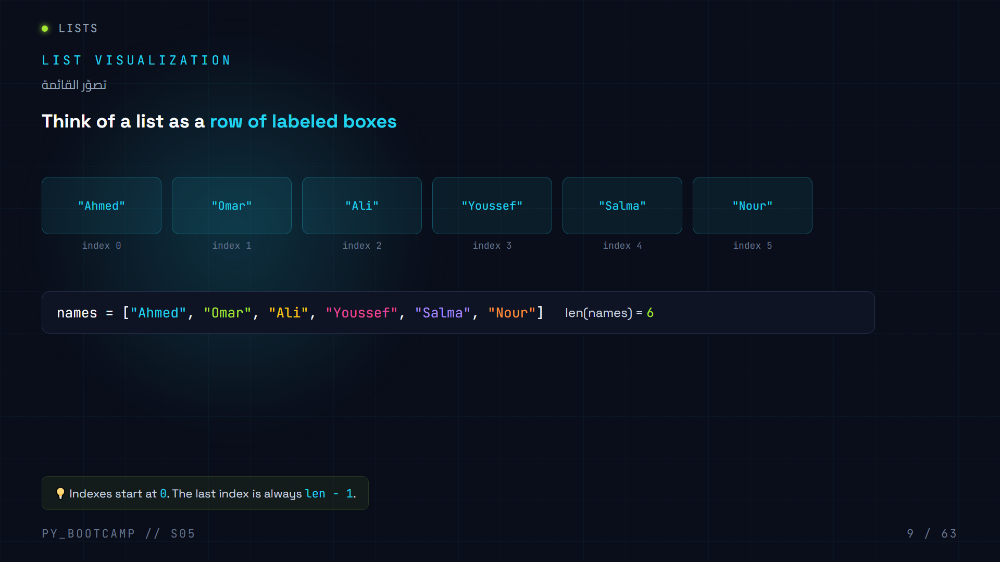 LISTS
LIST VISUALIZATION
تصوّر القائمة
Think of a list as a row of labeled boxes
"Ahmed" "Omar" "Ali" "Youssef" "Salma" "Nour"
index 0 index 1 index 2 index 3 index 4 index 5
names = ["Ahmed", "Omar", "Ali", "Youssef", "Salma", "Nour"] len(names) = 6
💡 Indexes start at 0. The last index is always len - 1.
PY_BOOTCAMP // S05
9 / 63